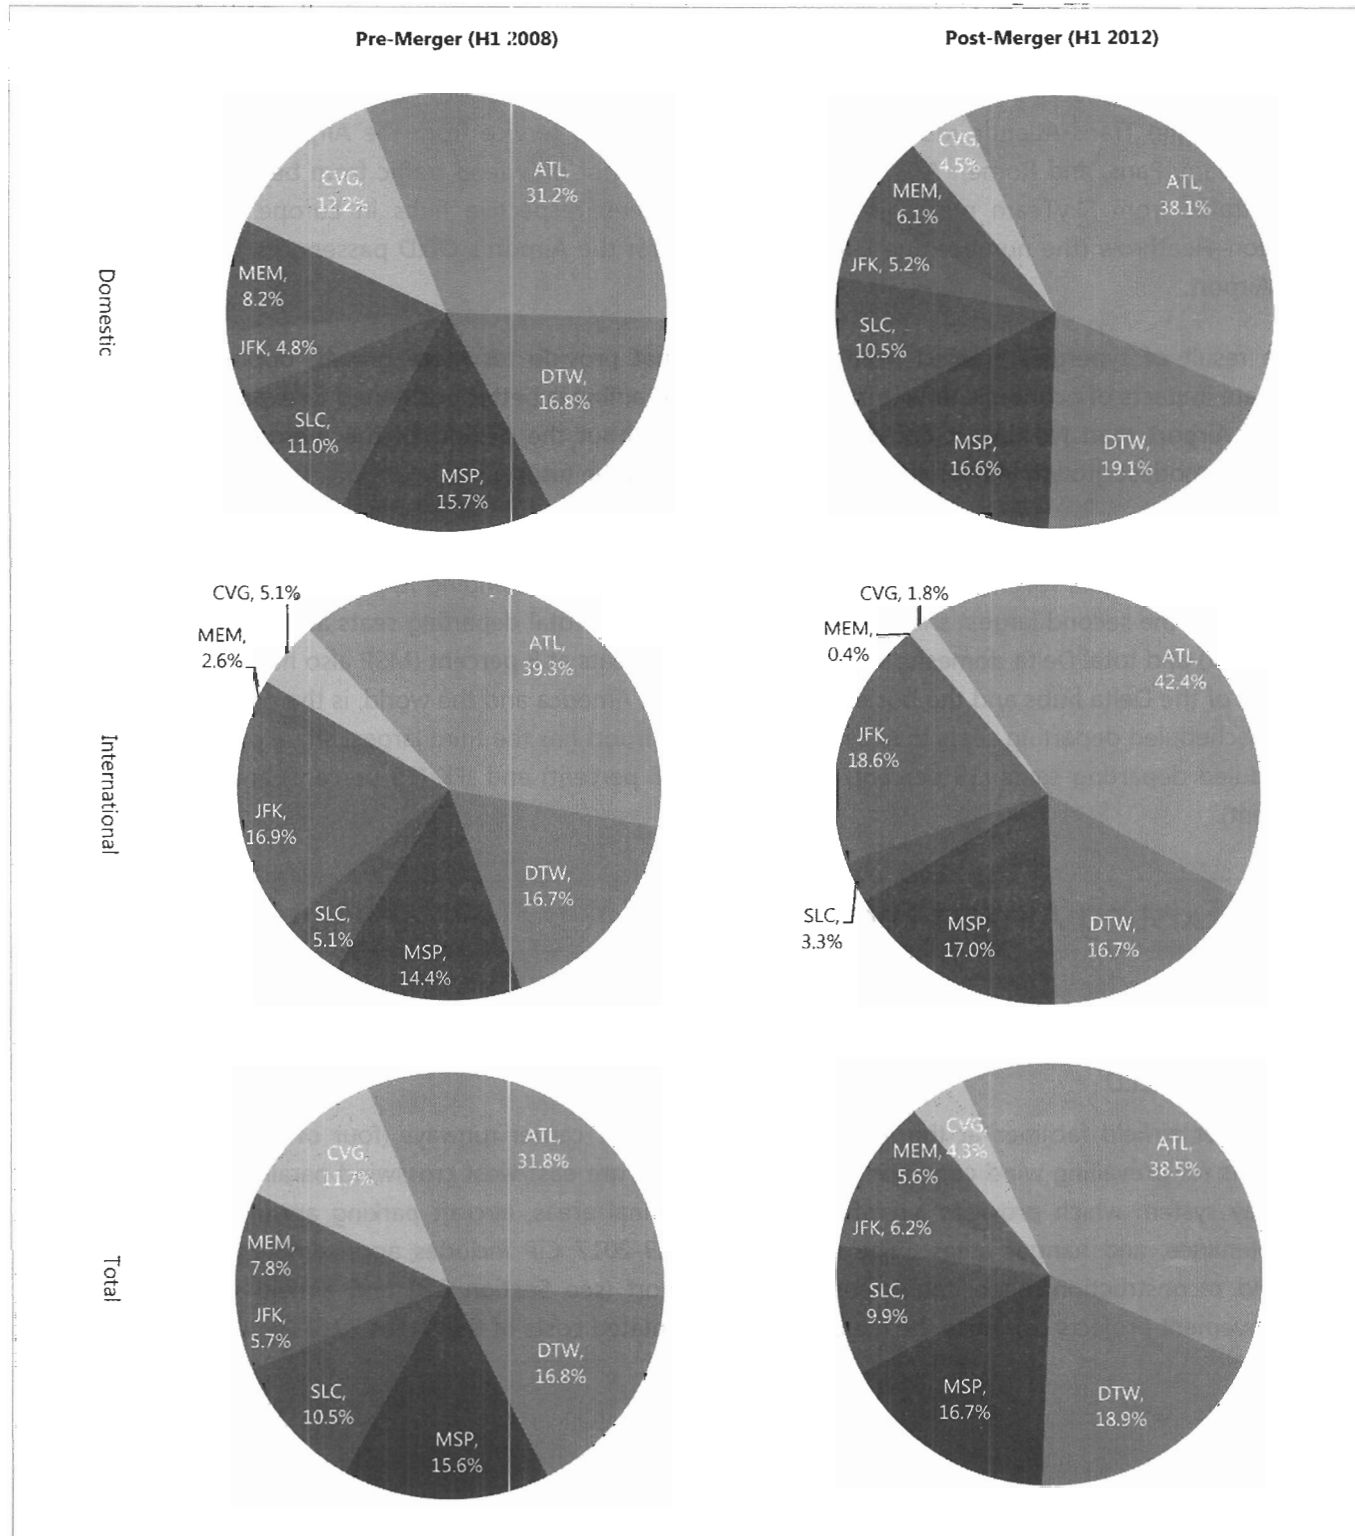 Pre-Merger (H1 2008)
Post-Merger (H1 2012)
Domestic
CVG,
12.2%
ATL,
31.2%
MEM,
8.2%
JFK, 4.8%
DTW,
16.8%
SLC,
11.0%
MSP,
15.7%
CVG,
4.5%
ATL,
38.1%
MEM,
6.1%
JFK, 5.2%
SLC,
10.5%
MSP,
16.6%
DTW,
19.1%
International
CVG, 5.1%
MEM,
2.6%
ATL,
39.3%
JFK,
16.9%
DTW,
16.7%
SLC,
5.1%
MSP,
14.4%
CVG, 1.8%
MEM,
0.4%
ATL,
42.4%
JFK,
18.6%
SLC,
3.3%
MSP,
17.0%
DTW,
16.7%
Total
CVG,
11.7%
ATL,
31.8%
MEM,
7.8%
JFK,
5.7%
DTW,
16.8%
SLC,
10.5%
MSP,
15.6%
CVG,
4.3%
ATL,
38.5%
MEM,
5.6%
JFK, 6.2%
SLC,
9.9%
MSP,
16.7%
DTW,
18.9%